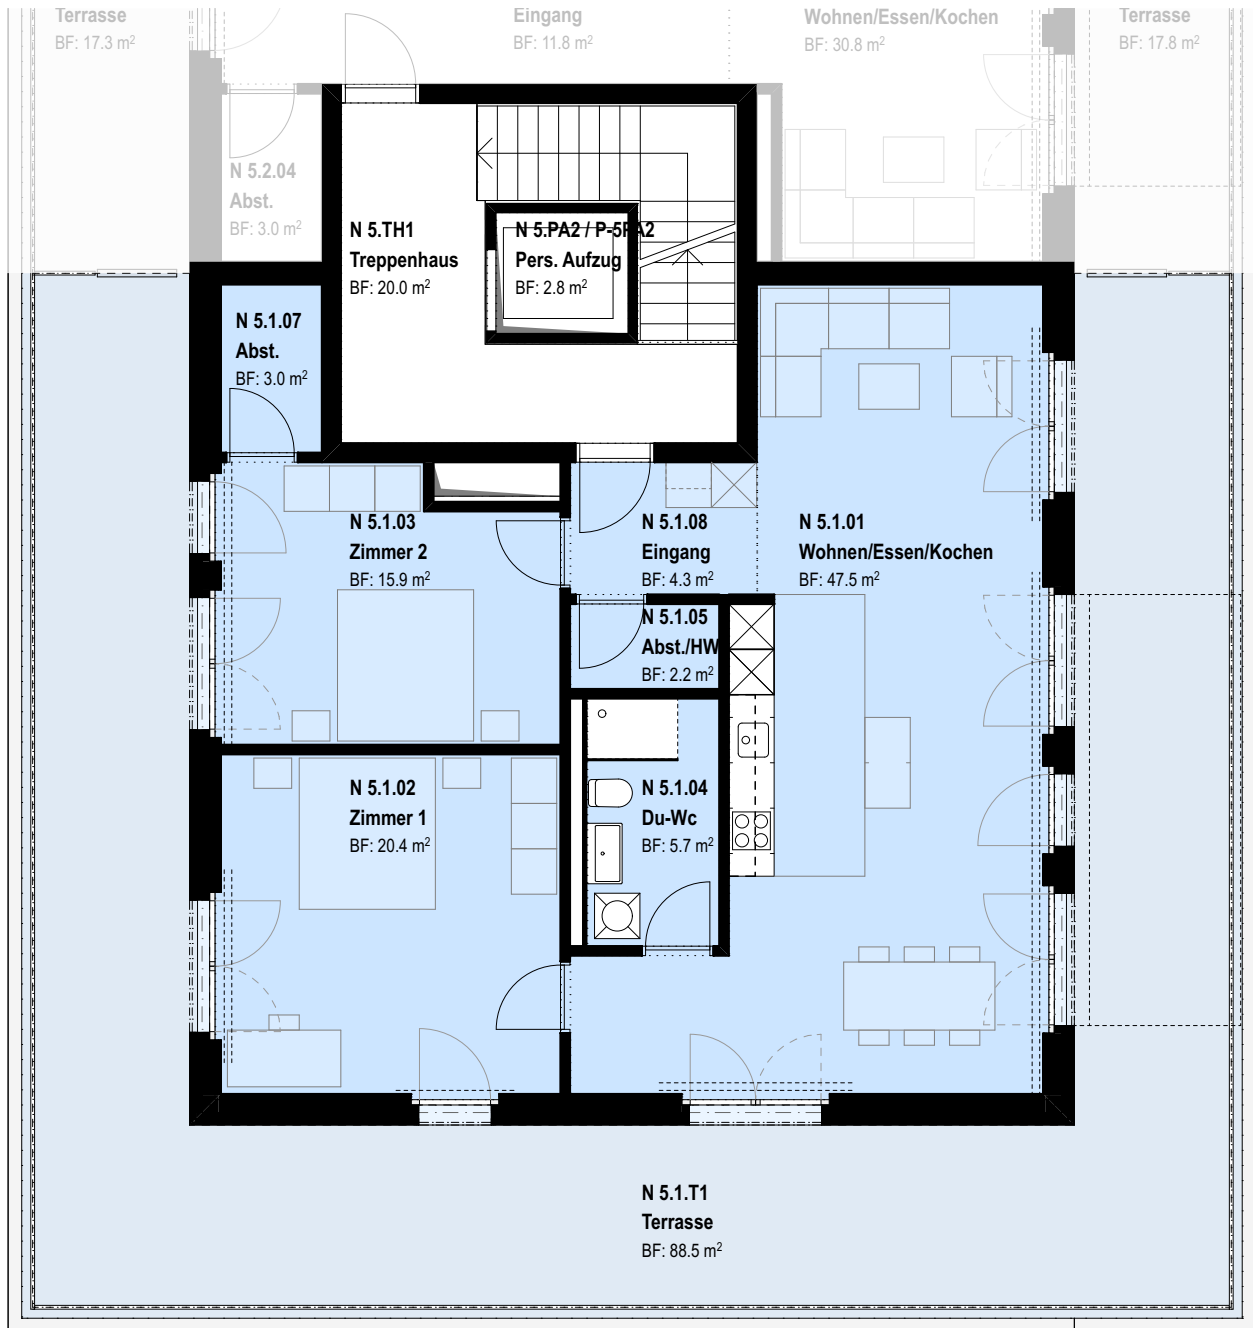 Terrasse
BF: 17.3 m²
Eingang
BF: 11.8 m²
Wohnen/Essen/Kochen
BF: 30.8 m²
Terrasse
BF: 17.8 m²
N 5.2.04
Abst.
BF: 3.0 m²
N 5.TH1
Treppenhaus
BF: 20.0 m²
N 5.PA2 / P-5PA2
Pers. Aufzug
BF: 2.8 m²
N 5.1.07
Abst.
BF: 3.0 m²
N 5.1.03
Zimmer 2
BF: 15.9 m²
N 5.1.08
Eingang
BF: 4.3 m²
N 5.1.01
Wohnen/Essen/Kochen
BF: 47.5 m²
N 5.1.05
Abst./HW
BF: 2.2 m²
N 5.1.02
Zimmer 1
BF: 20.4 m²
N 5.1.04
Du-Wc
BF: 5.7 m²
N 5.1.T1
Terrasse
BF: 88.5 m²